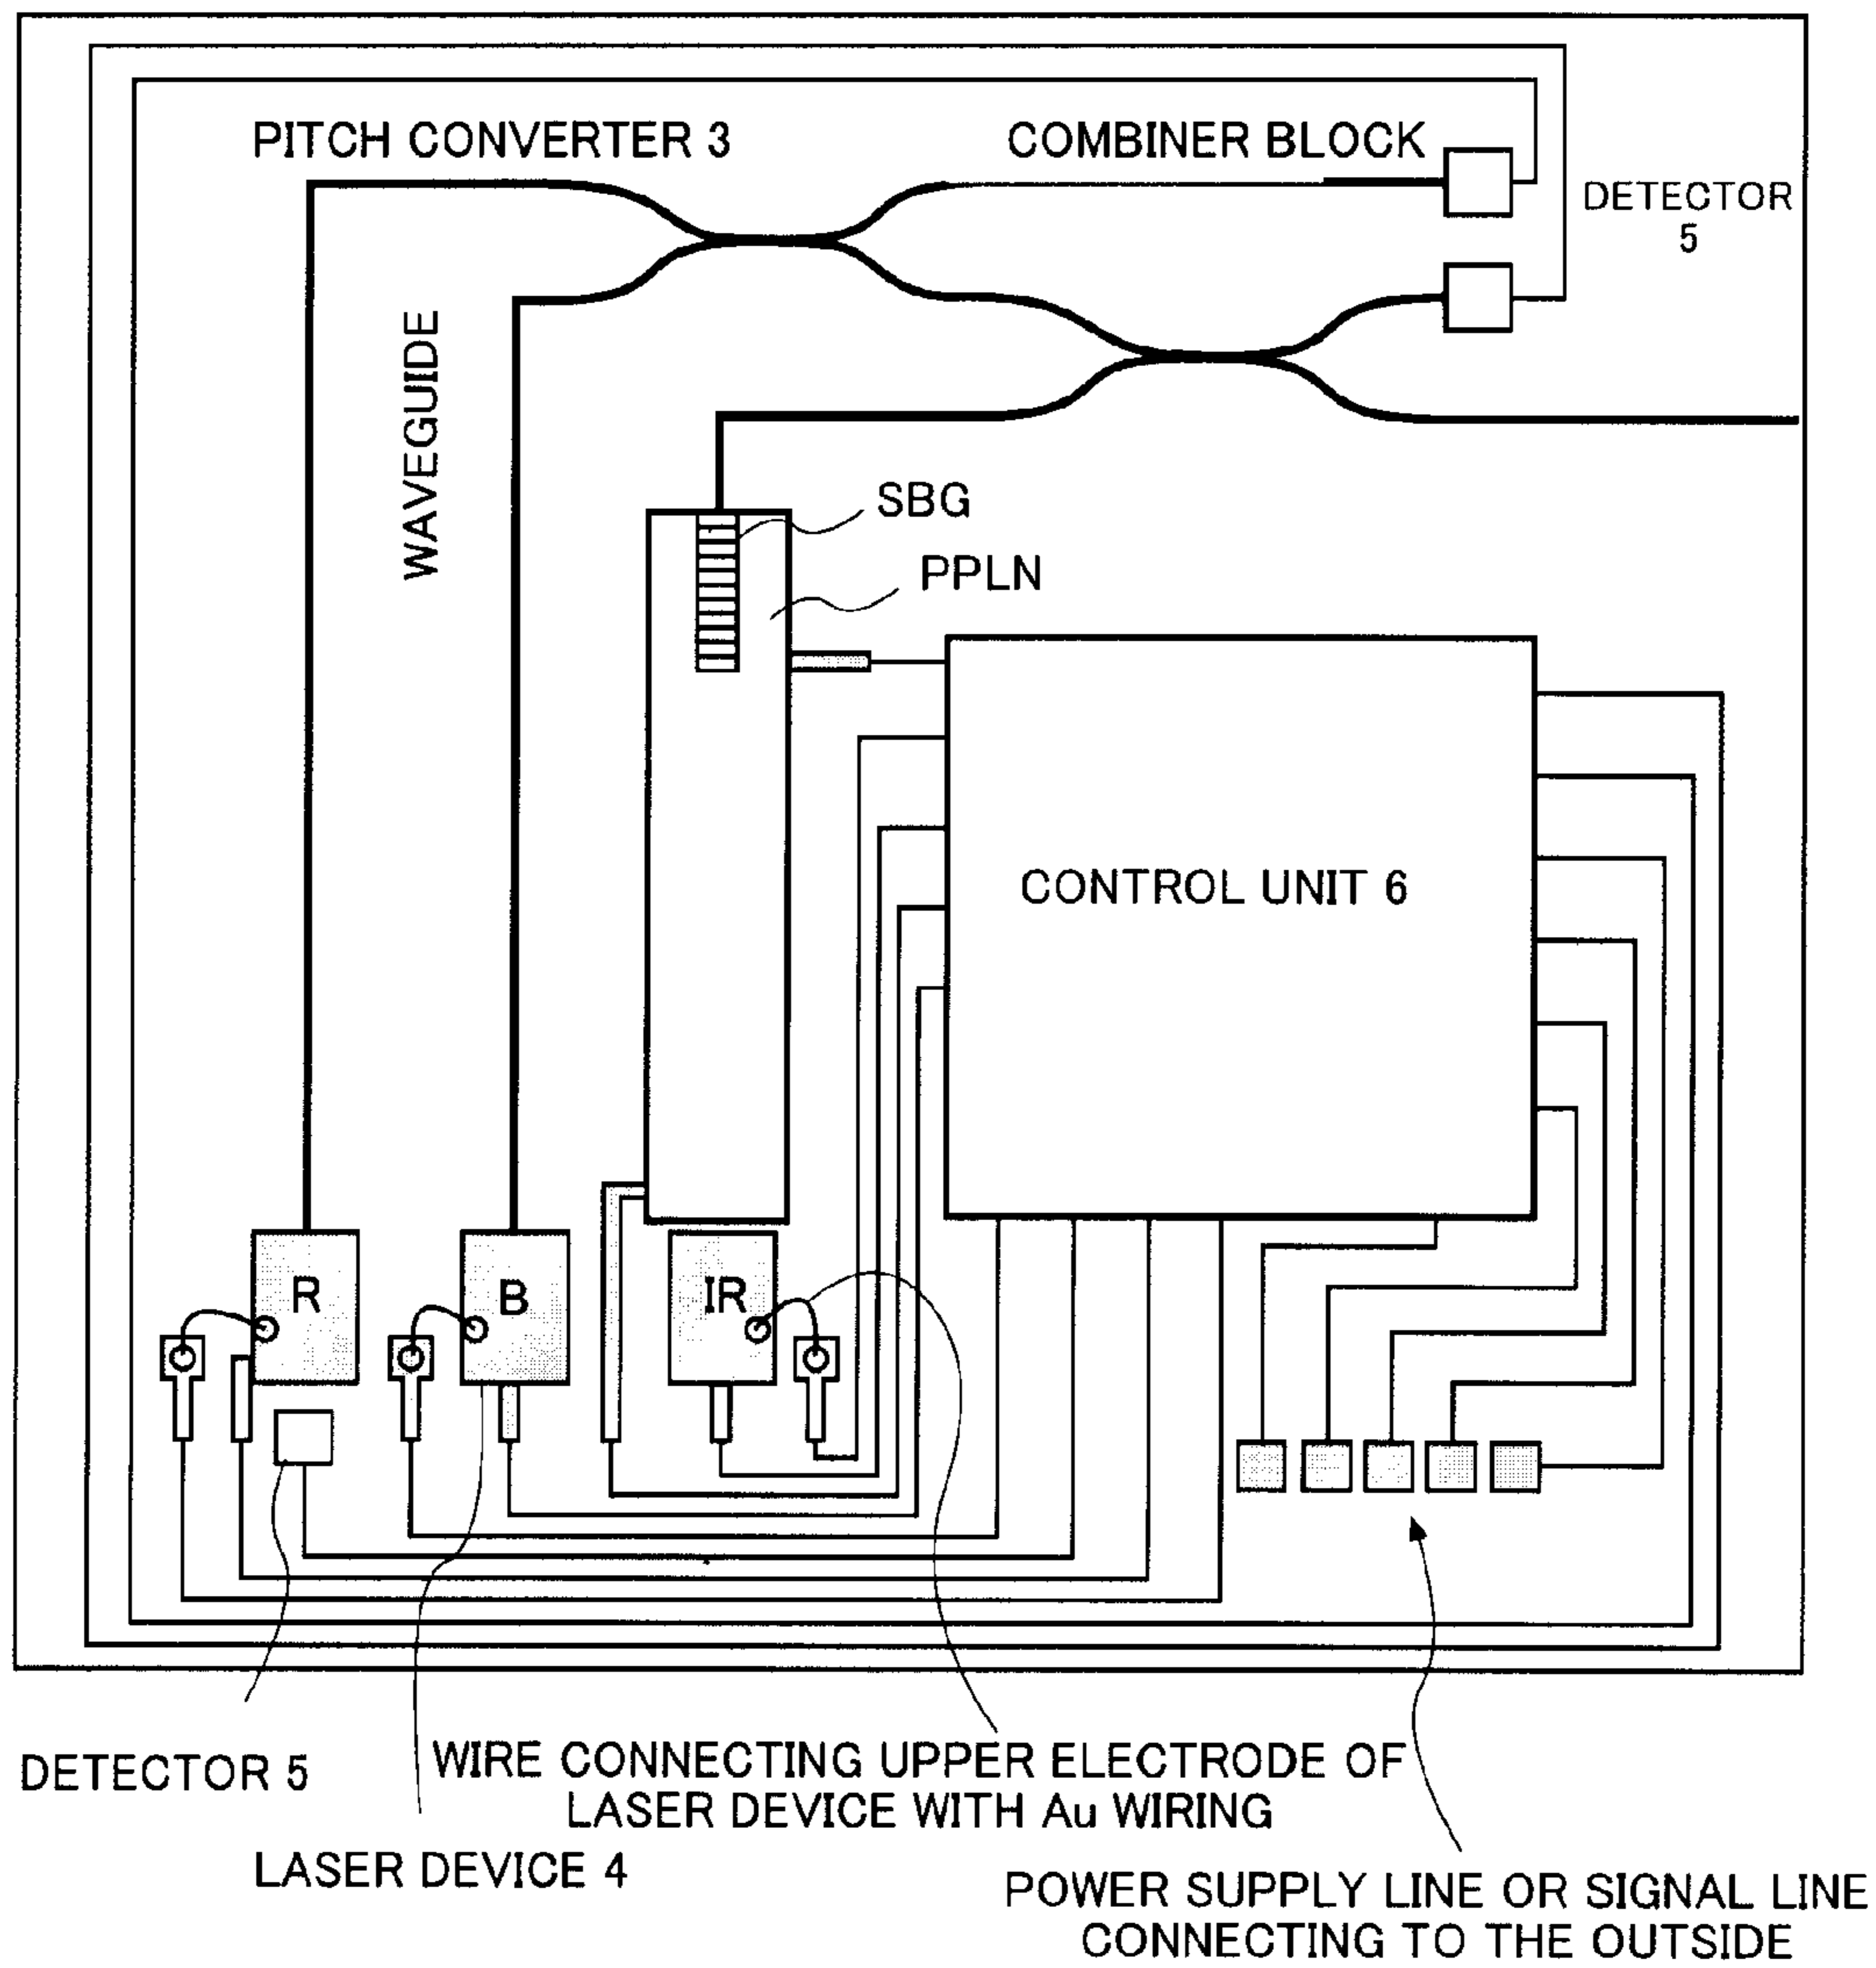 PITCH CONVERTER 3
COMBINER BLOCK
DETECTOR
5
WAVEGUIDE
SBG
PPLN
CONTROL UNIT 6
R
B
IR
DETECTOR 5
WIRE CONNECTING UPPER ELECTRODE OF
LASER DEVICE WITH Au WIRING
LASER DEVICE 4
POWER SUPPLY LINE OR SIGNAL LINE
CONNECTING TO THE OUTSIDE